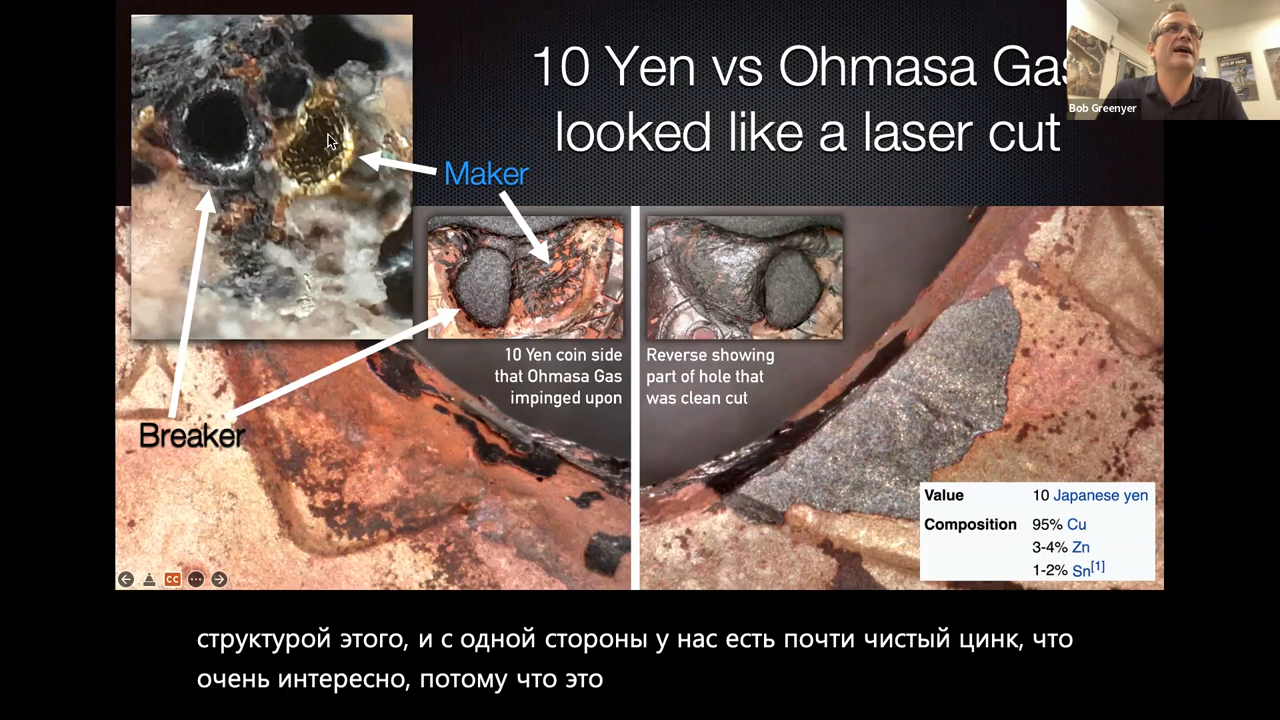 10 Yen vs Ohmasa Gas
looked like a laser cut
Bob Greenyer
Maker
10 Yen coin side
that Ohmasa Gas
impinged upon
Reverse showing
part of hole that
was clean cut
Breaker
Value 10 Japanese yen
Composition 95% Cu
3-4% Zn
1-2% Sn[1]
CC
структурой этого, и с одной стороны у нас есть почти чистый цинк, что
очень интересно, потому что это